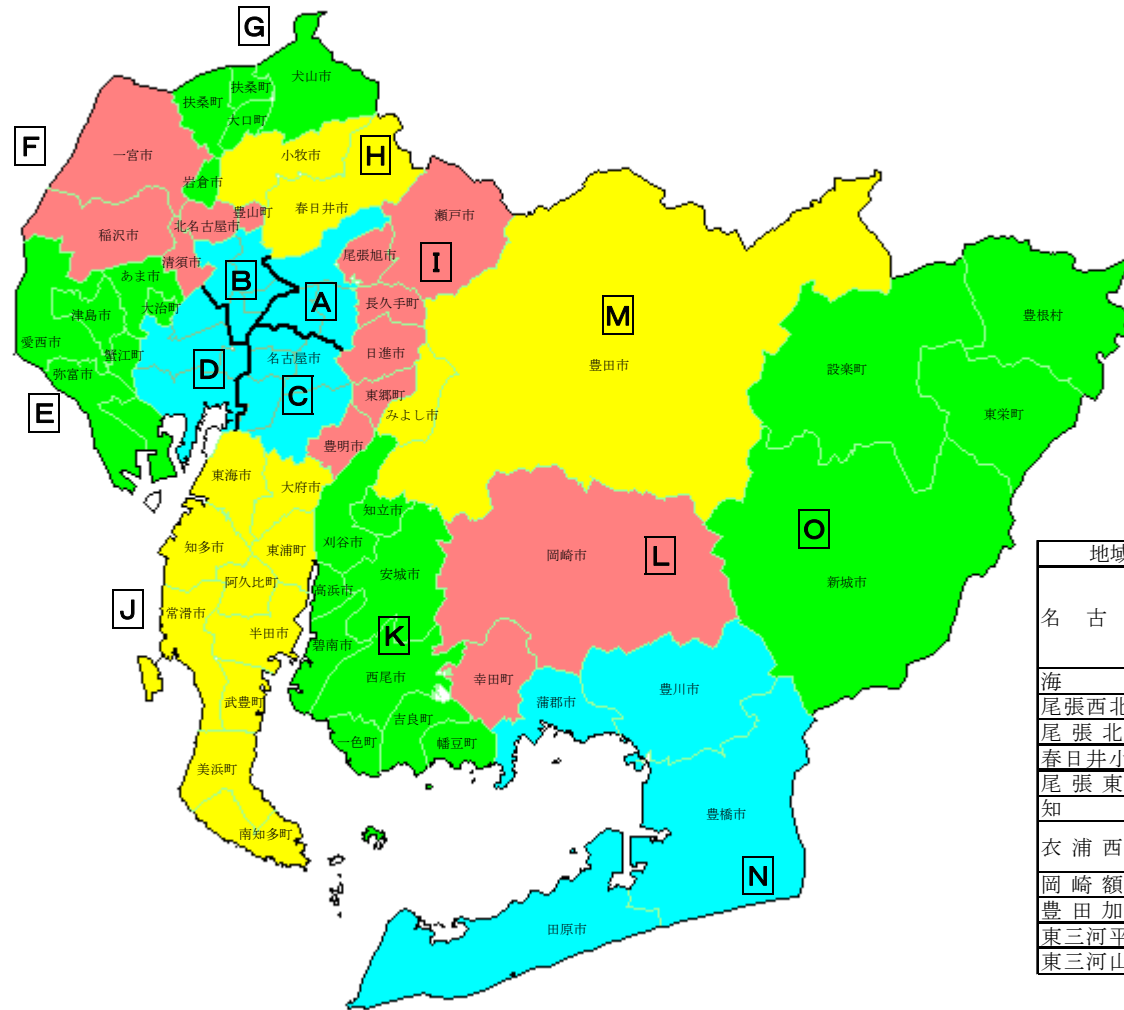 G
扶桑町
犬山市
扶桑町
大口町
F
一宮市
小牧市
H
岩倉市
豊山町
春日井市
瀬戸市
北名古屋市
稲沢市
尾張旭市
清須市
I
あま市
B
A
長久手町
大治町
津島市
M
豊根村
愛西市
蟹江町
名古屋市
日進市
豊田市
設楽町
弥富市
D
C
東郷町
E
みよし市
東栄町
豊明市
東海市
大府市
知立市
O
知多市
東浦町
刈谷市
岡崎市
L
安城市
新城市
阿久比町
高浜市
J
常滑市
半田市
碧南市
K
西尾市
幸田町
豊川市
武豊町
蒲郡市
吉良町
一色町
幡豆町
美浜町
豊橋市
南知多町
N
田原市
地域
名 古
海
尾張西北
尾 張 北
春日井小
尾 張 東
知
衣 浦 西
岡 崎 額
豊 田 加
東三河平
東三河山